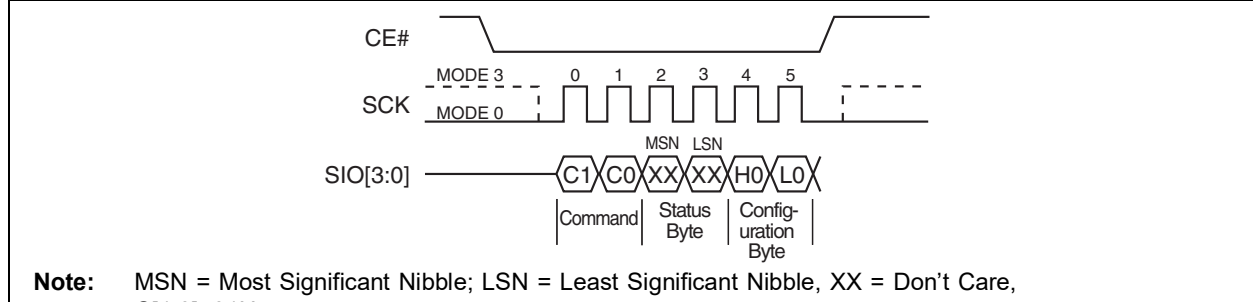 CE#
MODE 3
0 1 2 3 4 5
SCK
MODE 0
MSN LSN
SIO[3:0]
C1 C0 XX XX H0 L0
Command
Status
Byte
Config-
uration
Byte
Note: MSN = Most Significant Nibble; LSN = Least Significant Nibble, XX = Don't Care,